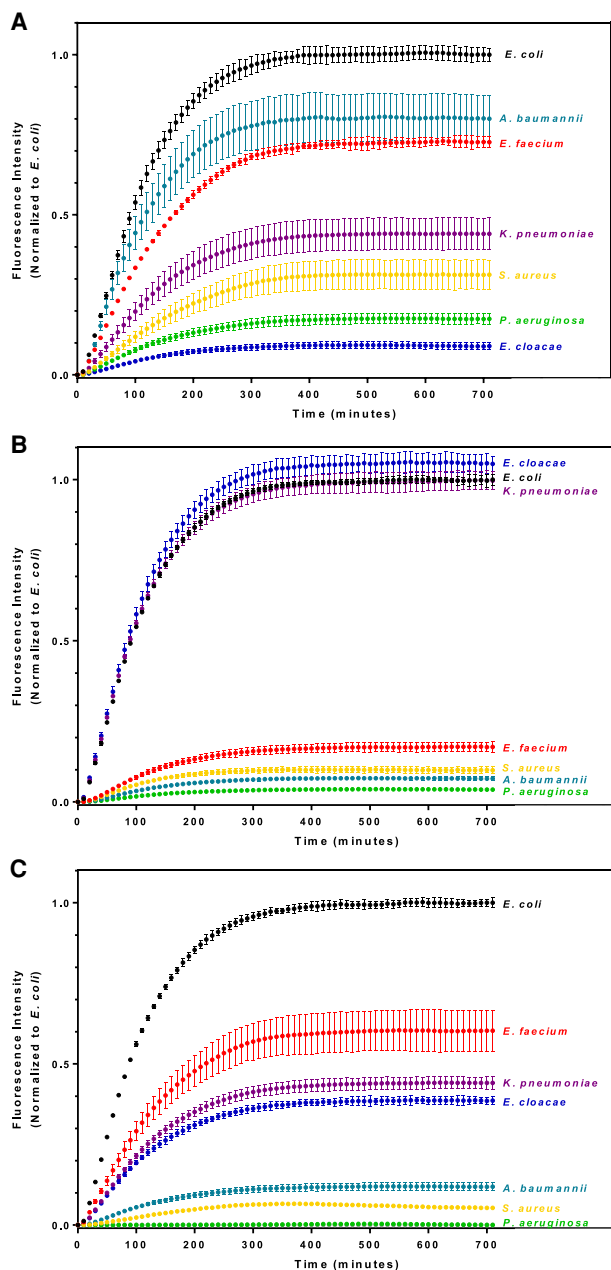 A
Fluorescence Intensity
(Normalized to E. coli)
1.0
0.5
0.0
E. coli
A. baumannii
E. faecium
K. pneumoniae
S. aureus
P. aeruginosa
E. cloacae
0 100 200 300 400 500 600 700
Time (minutes)
B
Fluorescence Intensity
(Normalized to E. coli)
1.0
0.5
0.0
E. cloacae
E. coli
K. pneumoniae
E. faecium
S. aureus
A. baumannii
P. aeruginosa
0 100 200 300 400 500 600 700
Time (minutes)
C
Fluorescence Intensity
(Normalized to E. coli)
1.0
0.5
0.0
E. coli
E. faecium
K. pneumoniae
E. cloacae
A. baumannii
S. aureus
P. aeruginosa
0 100 200 300 400 500 600 700
Time (minutes)